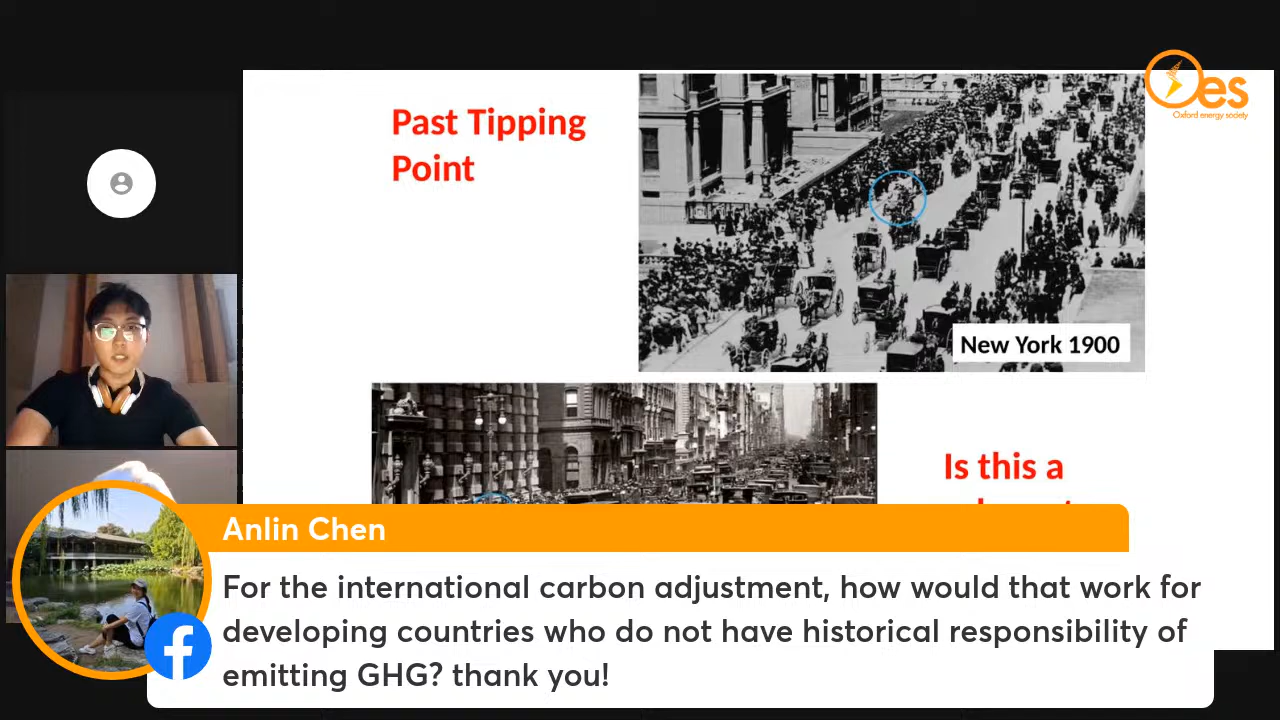 Past Tipping
Point
es
Oxford energy society
New York 1900
Is this a
Anlin Chen
For the international carbon adjustment, how would that work for
developing countries who do not have historical responsibility of
emitting GHG? thank you!